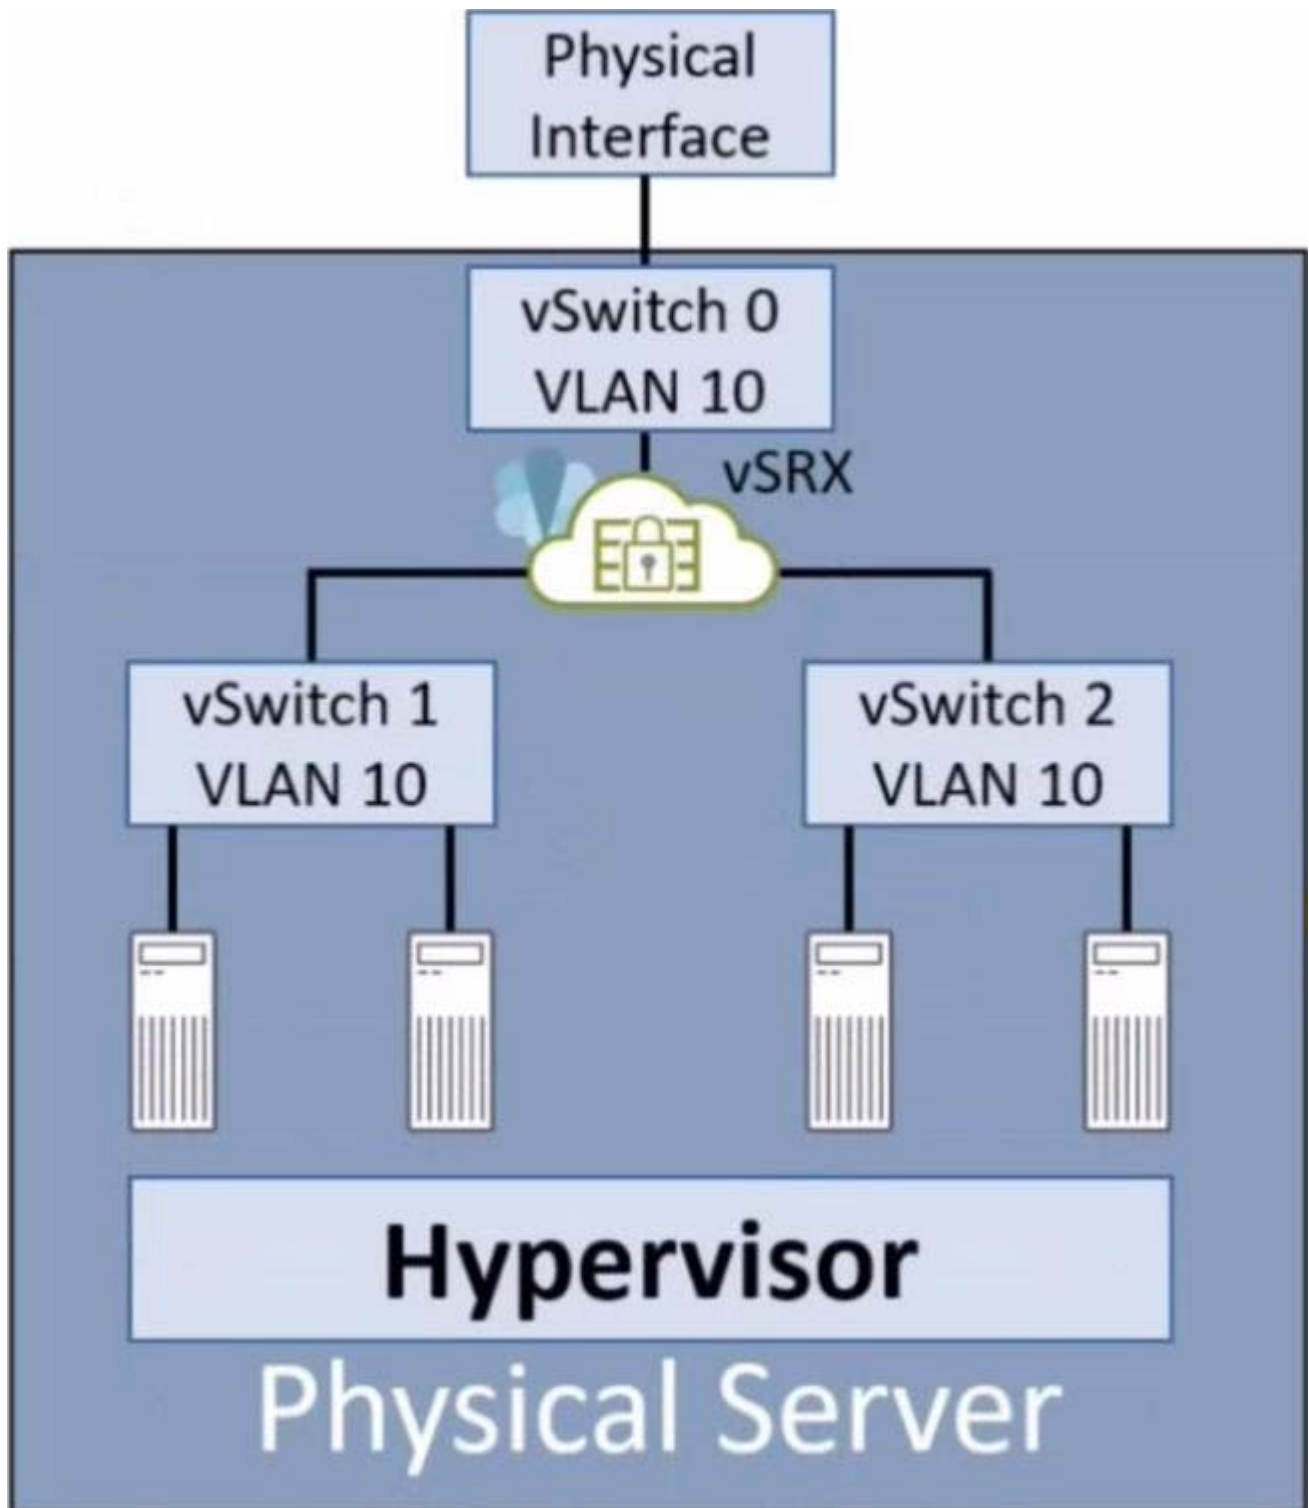 Physical
Interface
vSwitch 0
VLAN 10
vSRX
vSwitch 1
VLAN 10
vSwitch 2
VLAN 10
Hypervisor
Physical Server